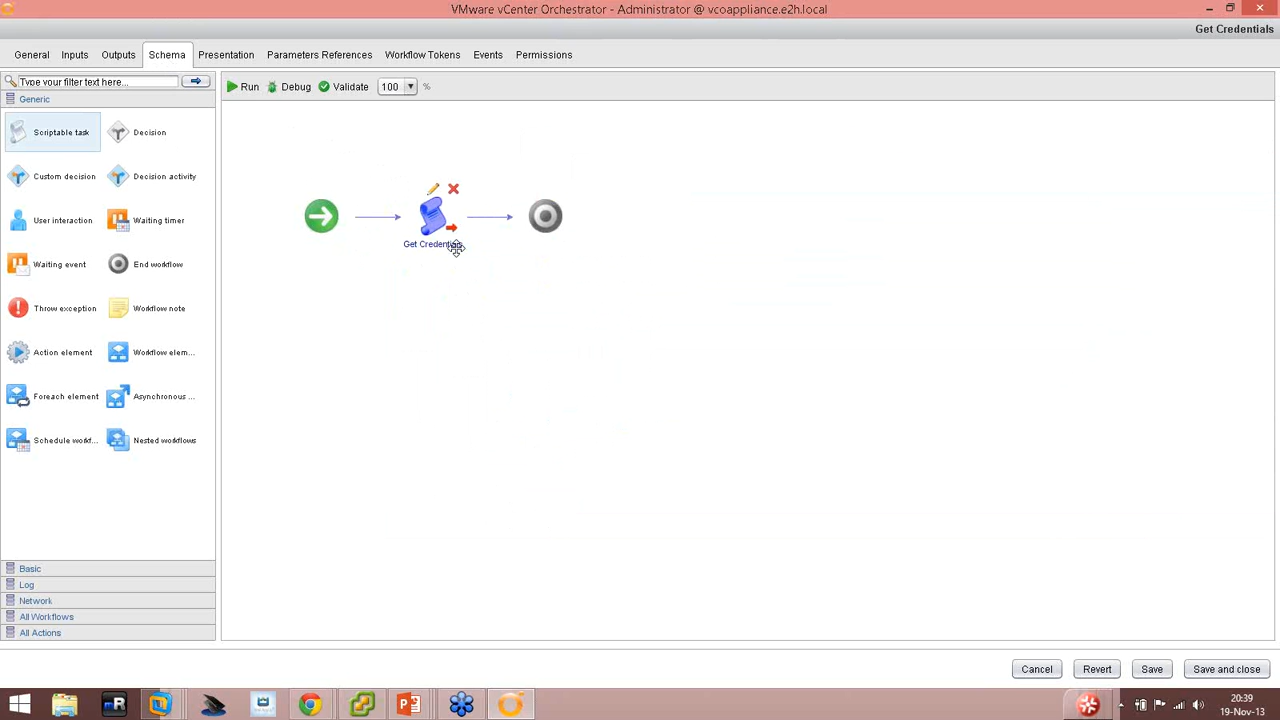 VMware vCenter Orchestrator - Administrator @ vcoappliance.e2h.local
Get Credentials
General Inputs Outputs Schema Presentation Parameters References Workflow Tokens Events Permissions
Type your filter text here...
Run Debug Validate 100 %
Generic
Scriptable task Decision
Custom decision Decision activity
User interaction Waiting timer
Get Credentials
Waiting event End workflow
Throw exception Workflow note
Action element Workflow elem...
Foreach element Asynchronous ...
Schedule workf... Nested workflows
Basic
Log
Network
All Workflows
All Actions
Cancel Revert Save Save and close
mR
20:39
19-Nov-13